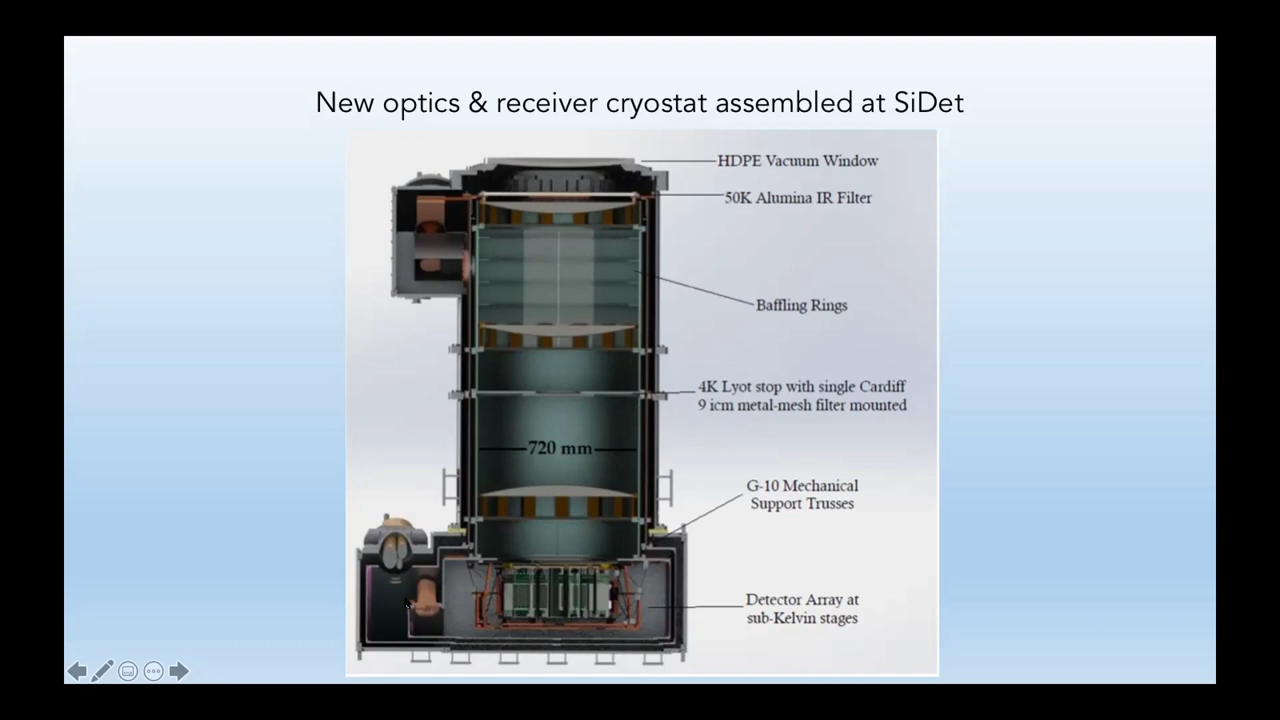 New optics & receiver cryostat assembled at SiDet
HDPE Vacuum Window
50K Alumina IR Filter
Baffling Rings
4K Lyot stop with single Cardiff
9 icm metal-mesh filter mounted
720 mm
G-10 Mechanical
Support Trusses
Detector Array at
sub-Kelvin stages